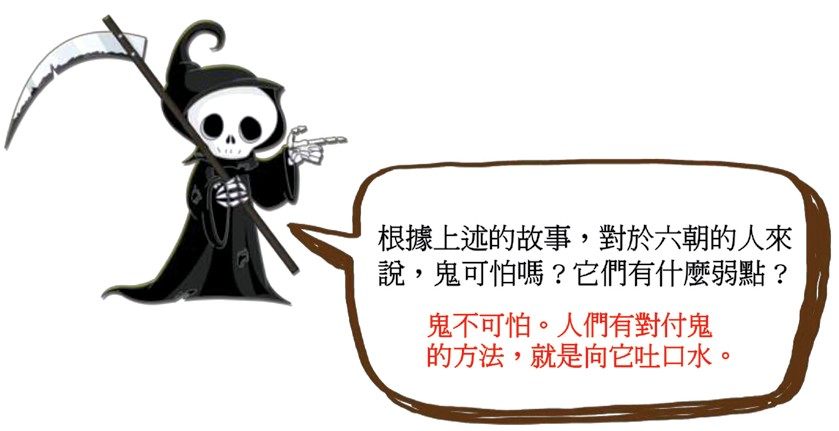 根據上述的故事，對於六朝的人來
說，鬼可怕嗎？它們有什麼弱點？
鬼不可怕。人們有對付鬼
的方法，就是向它吐口水。